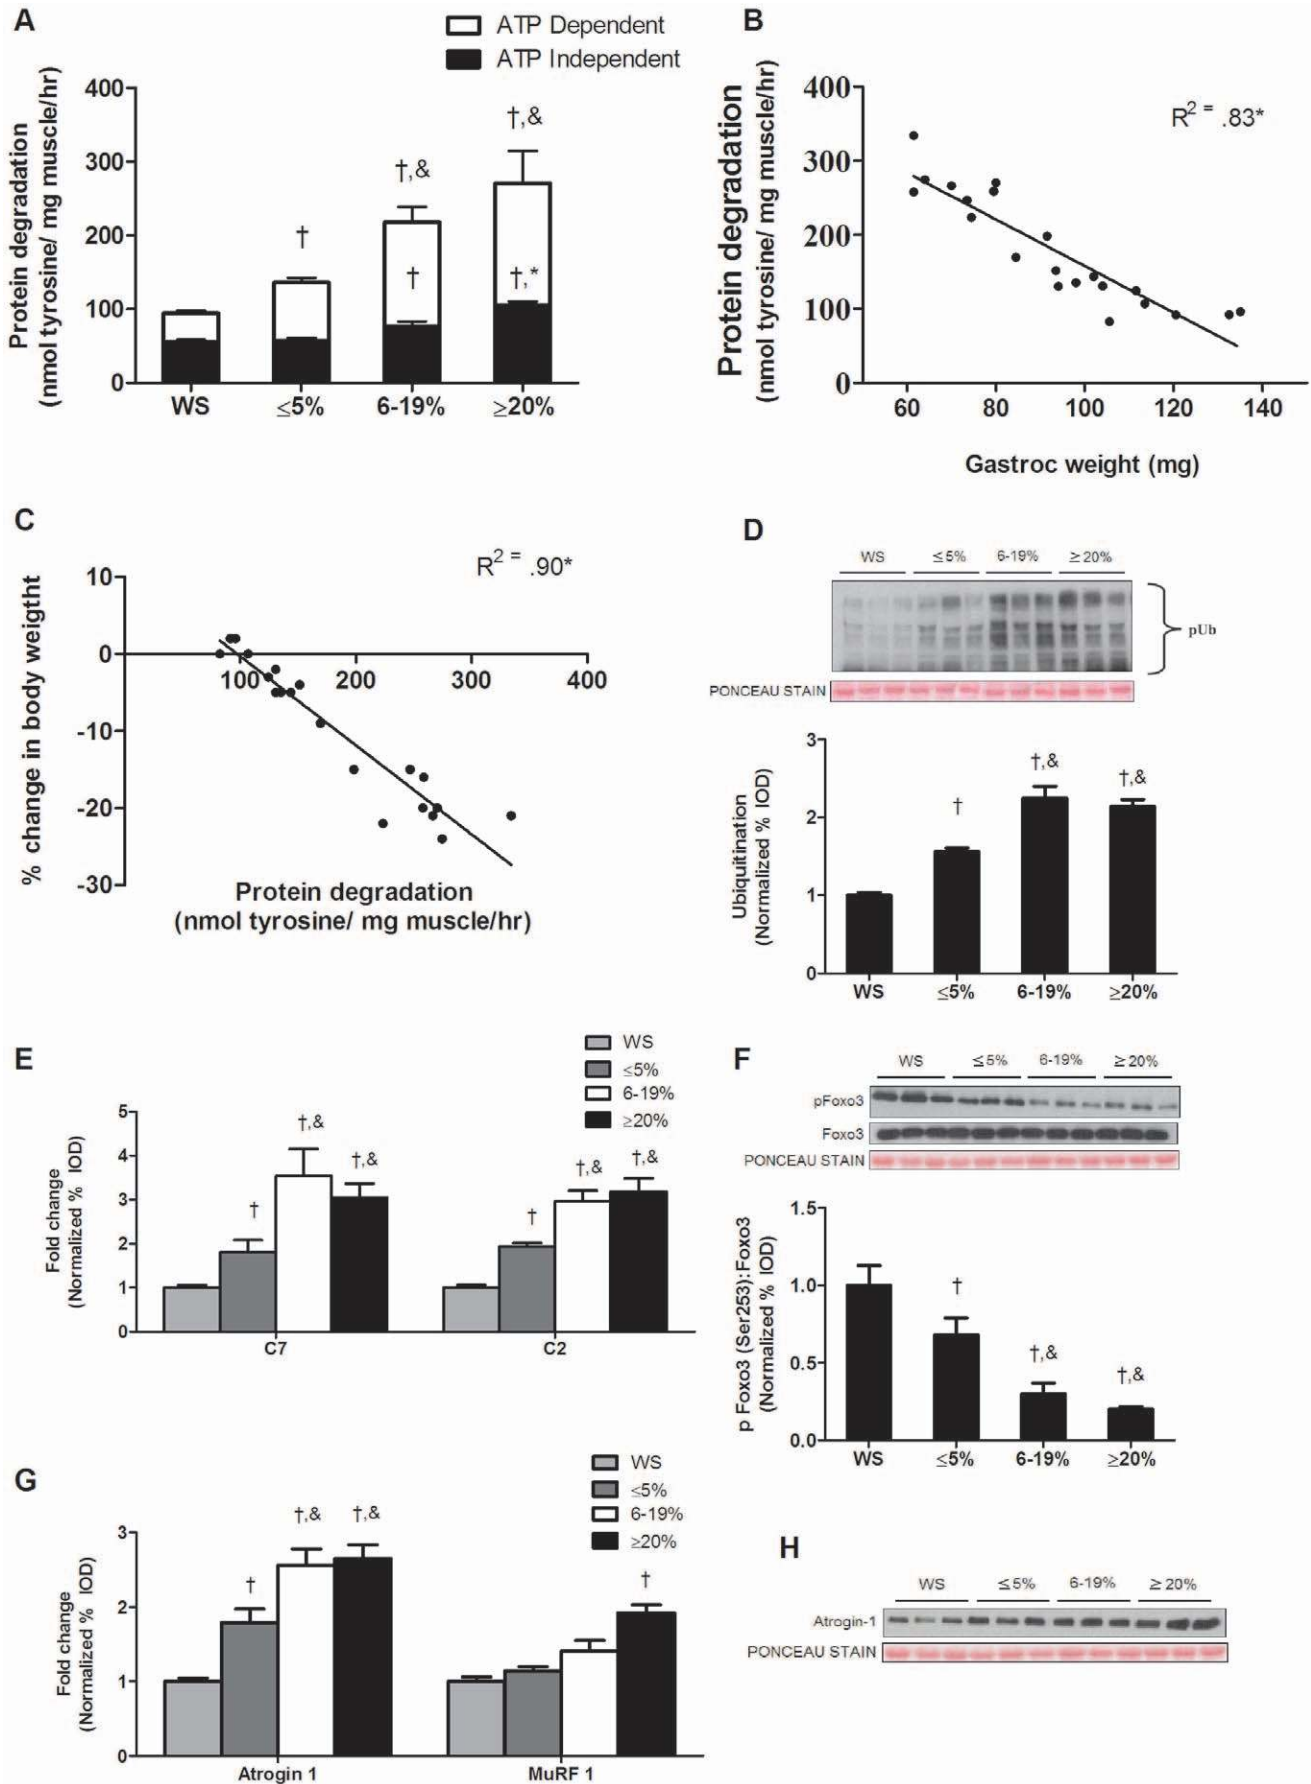 A
ATP Dependent
ATP Independent
Protein degradation
(nmol tyrosine/ mg muscle/hr)
400
300
200
100
0
†
†,&
†
†,&
†,*
WS
≤5%
6-19%
≥20%
B
Protein degradation
(nmol tyrosine/ mg muscle/hr)
400
300
200
100
0
R² = .83*
60
80
100
120
140
Gastroc weight (mg)
C
R² = .90*
% change in body weigtht
10
0
-10
-20
-30
100
200
300
400
Protein degradation
(nmol tyrosine/ mg muscle/hr)
D
WS
≤5%
6-19%
≥20%
pUb
PONCEAU STAIN
Ubiquitination
(Normalized % IOD)
3
2
1
0
†
†,&
†,&
WS
≤5%
6-19%
≥20%
E
WS
≤5%
6-19%
≥20%
Fold change
(Normalized % IOD)
5
4
3
2
1
0
†
†,&
†,&
†
†,&
†,&
C7
C2
F
WS
≤5%
6-19%
≥20%
pFoxo3
Foxo3
PONCEAU STAIN
p Foxo3 (Ser253):Foxo3
(Normalized % IOD)
1.5
1.0
0.5
0.0
†
†,&
†,&
WS
≤5%
6-19%
≥20%
G
WS
≤5%
6-19%
≥20%
Fold change
(Normalized % IOD)
3
2
1
0
†
†,&
†,&
†
Atrogin 1
MuRF 1
H
WS
≤5%
6-19%
≥20%
Atrogin-1
PONCEAU STAIN